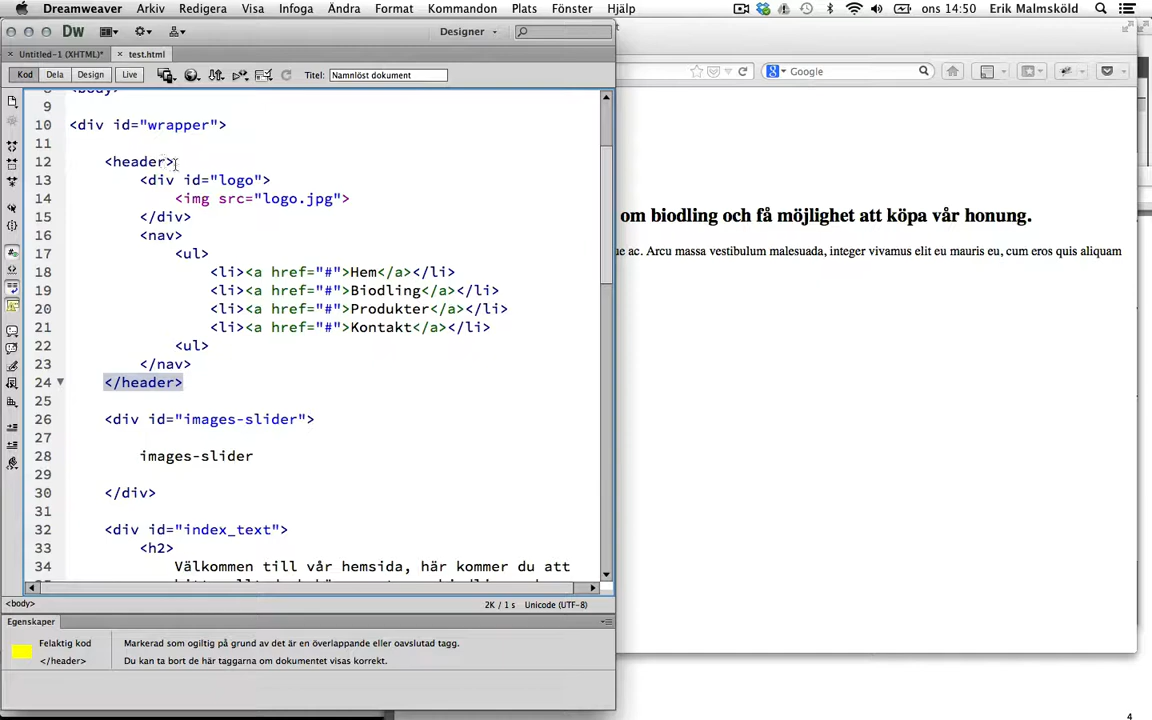 Dreamweaver Arkiv Redigera Visa Infoga Ändra Format Kommandon Plats Fönster Hjälp ons 14:50 Erik Malmsköld
Dw Designer
Untitled-1 (XHTML)* test.html
Kod Dela Design Live Titel: Namnlöst dokument
Google
8 <body>
9
10 <div id="wrapper">
11
12 <header>
13 <div id="logo">
14 <img src="logo.jpg">
15 </div>
16 <nav>
17 <ul>
18 <li><a href="#">Hem</a></li>
19 <li><a href="#">Biodling</a></li>
20 <li><a href="#">Produkter</a></li>
21 <li><a href="#">Kontakt</a></li>
22 <ul>
23 </nav>
24 </header>
25
26 <div id="images-slider">
27
28 images-slider
29
30 </div>
31
32 <div id="index_text">
33 <h2>
34 Välkommen till vår hemsida, här kommer du att
om biodling och få möjlighet att köpa vår honung.
ue ac. Arcu massa vestibulum malesuada, integer vivamus elit eu mauris eu, cum eros quis aliquam
<body> 2K / 1 s Unicode (UTF-8)
Egenskaper
Felaktig kod Markerad som ogiltig på grund av det är en överlappande eller oavslutad tagg.
</header> Du kan ta bort de här taggarna om dokumentet visas korrekt.
4